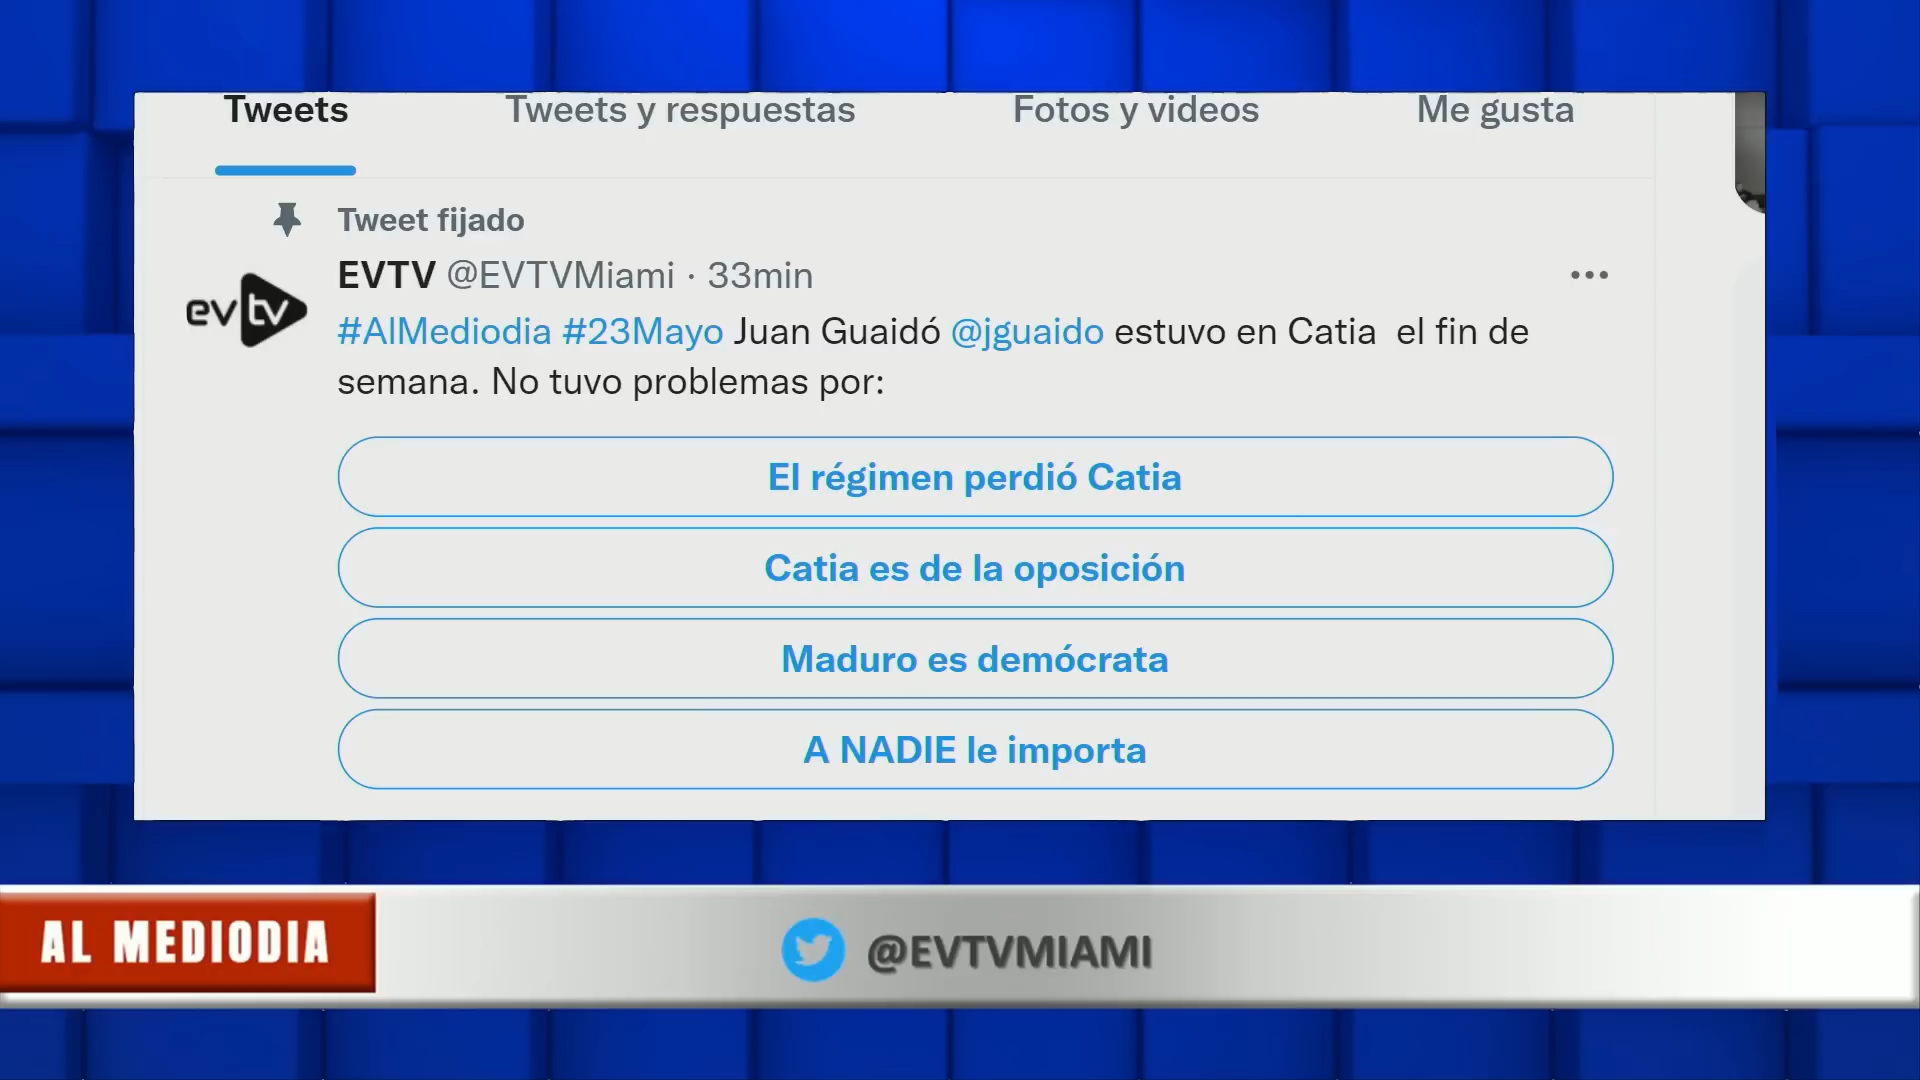 Tweets Tweets y respuestas Fotos y videos Me gusta
Tweet fijado
EVTV @EVTVMiami · 33min
evtv
#AlMediodia #23Mayo Juan Guaidó @jguaido estuvo en Catia el fin de
semana. No tuvo problemas por:
El régimen perdió Catia
Catia es de la oposición
Maduro es demócrata
A NADIE le importa
AL MEDIODIA
@EVTVMIAMI